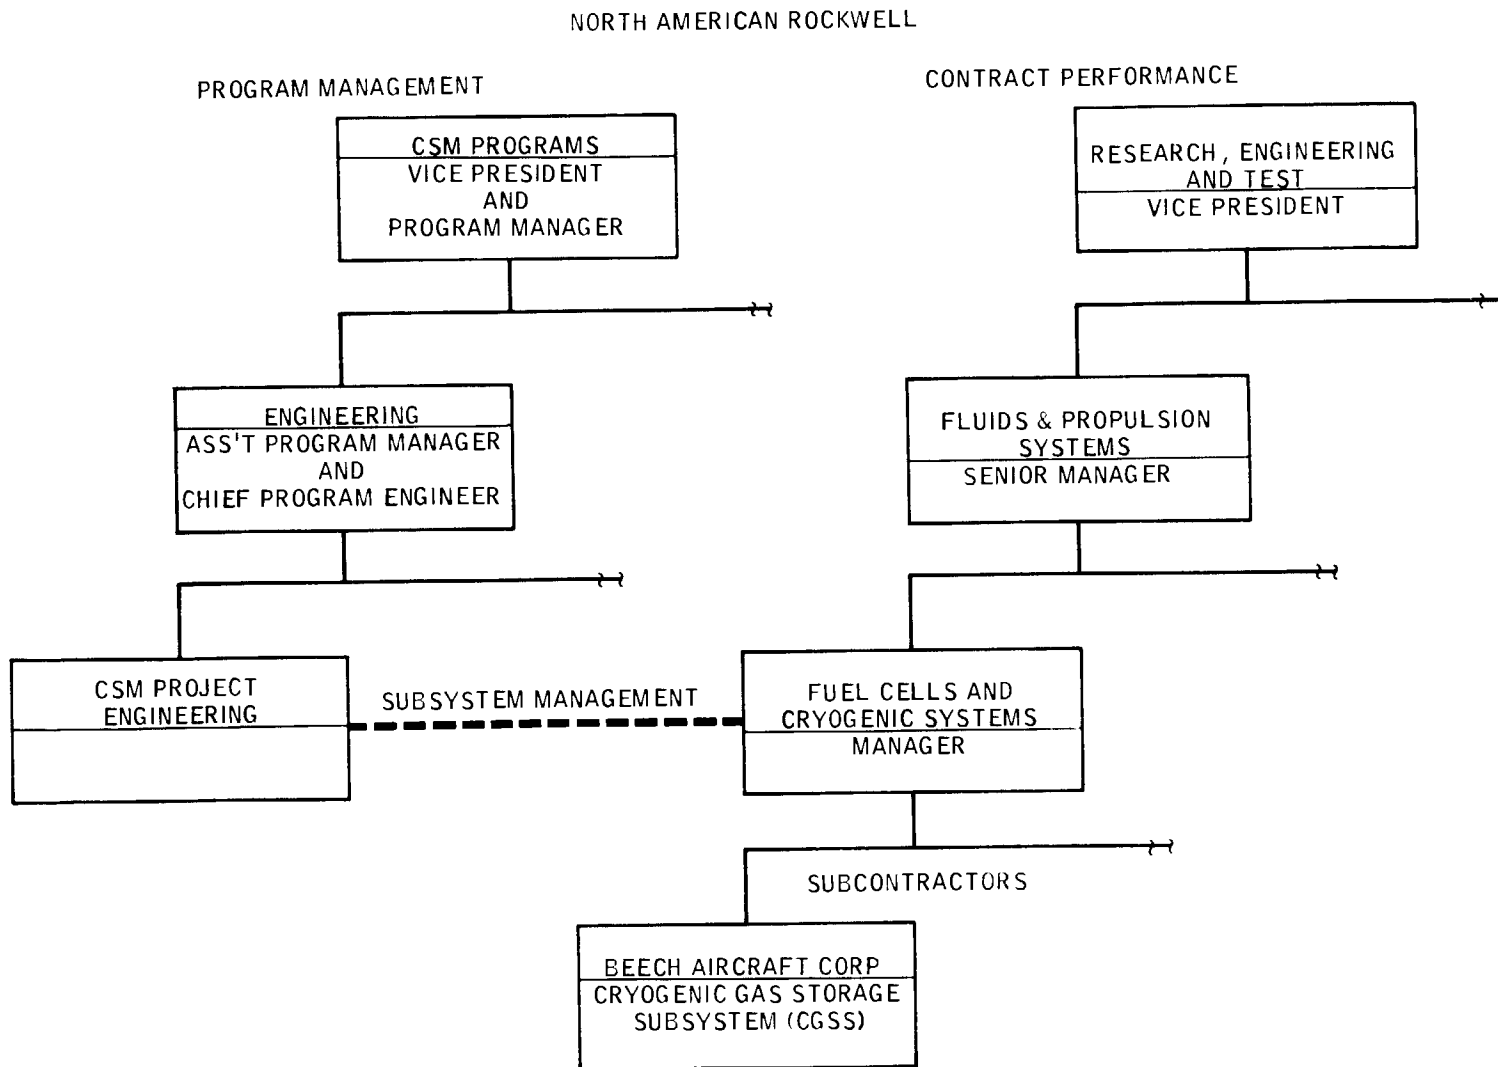 NORTH AMERICAN ROCKWELL
PROGRAM MANAGEMENT
CONTRACT PERFORMANCE
CSM PROGRAMS
VICE PRESIDENT
AND
PROGRAM MANAGER
RESEARCH, ENGINEERING
AND TEST
VICE PRESIDENT
ENGINEERING
ASS'T PROGRAM MANAGER
AND
CHIEF PROGRAM ENGINEER
FLUIDS & PROPULSION
SYSTEMS
SENIOR MANAGER
CSM PROJECT
ENGINEERING
SUBSYSTEM MANAGEMENT
FUEL CELLS AND
CRYOGENIC SYSTEMS
MANAGER
SUBCONTRACTORS
BEECH AIRCRAFT CORP
CRYOGENIC GAS STORAGE
SUBSYSTEM (CGSS)